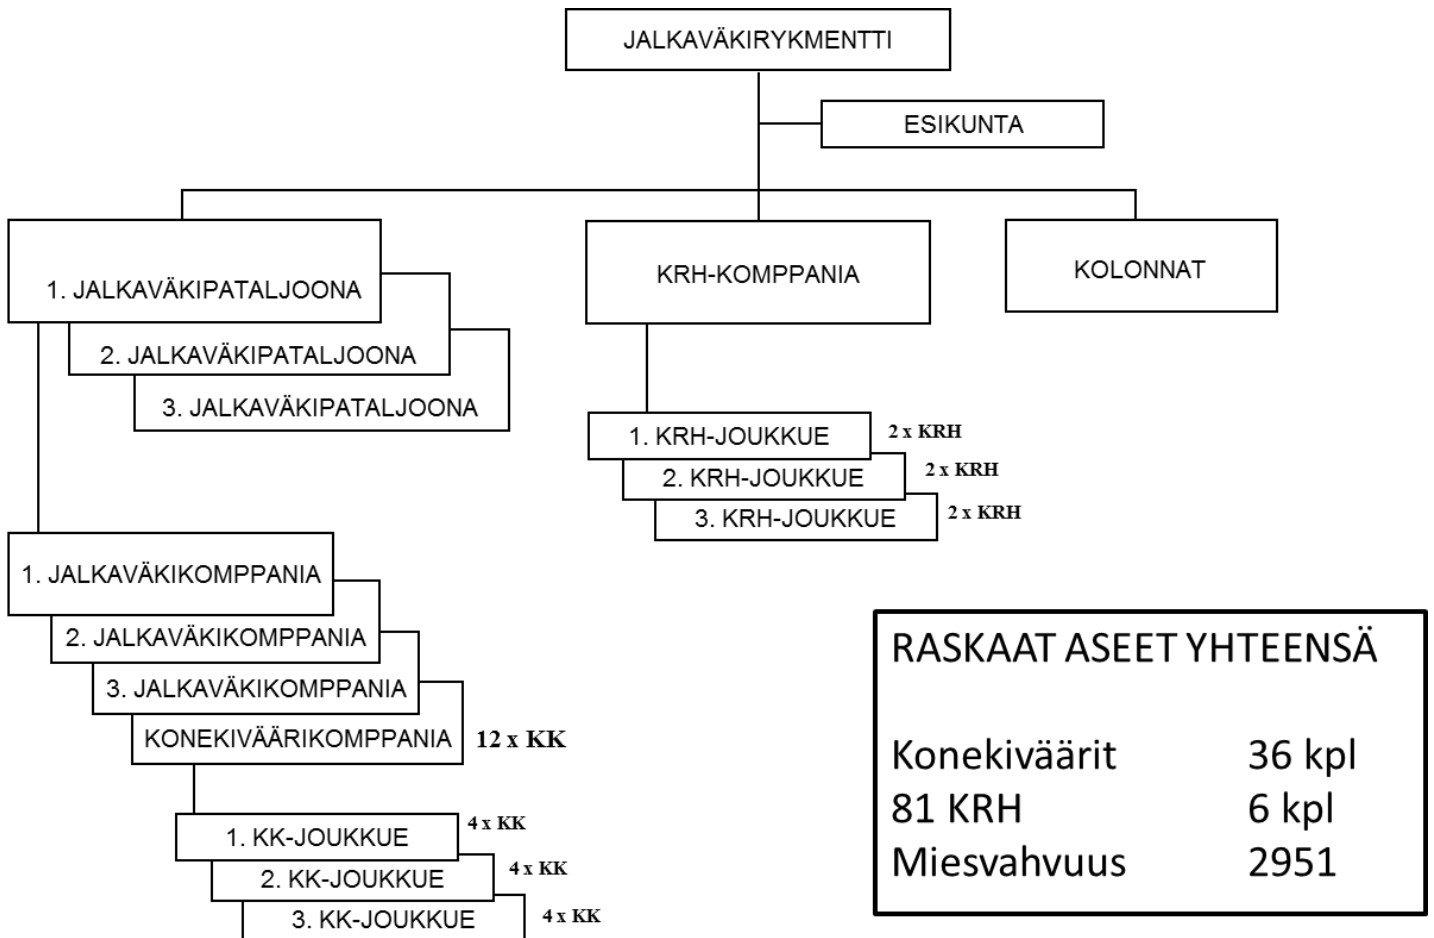 JALKAVÄKIRYKMENTTI
ESIKUNTA
1. JALKAVÄKIPATALJOONA
2. JALKAVÄKIPATALJOONA
3. JALKAVÄKIPATALJOONA
KRH-KOMPPANIA
KOLONNAT
1. KRH-JOUKKUE 2 x KRH
2. KRH-JOUKKUE 2 x KRH
3. KRH-JOUKKUE 2 x KRH
1. JALKAVÄKIKOMPPANIA
2. JALKAVÄKIKOMPPANIA
3. JALKAVÄKIKOMPPANIA
KONEKIVÄÄRIKOMPPANIA 12 x KK
1. KK-JOUKKUE 4 x KK
2. KK-JOUKKUE 4 x KK
3. KK-JOUKKUE 4 x KK
RASKAAT ASEET YHTEENSÄ
Konekiväärit 36 kpl
81 KRH 6 kpl
Miesvahvuus 2951